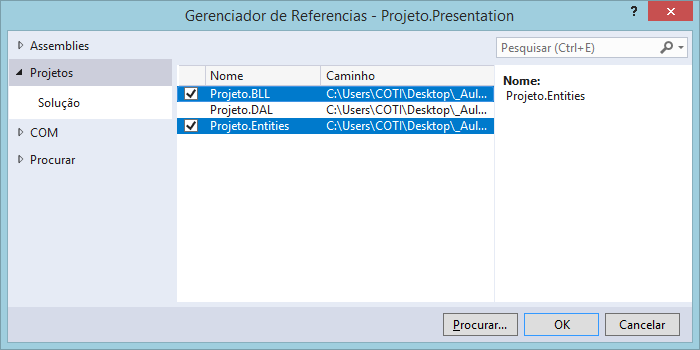 Gerenciador de Referencias - Projeto.Presentation
?
Assemblies
Projetos
Solução
COM
Procurar
Nome
Caminho
Projeto.BLL
C:\Users\COTI\Desktop\_Aul...
Projeto.DAL
C:\Users\COTI\Desktop\_Aul...
Projeto.Entities
C:\Users\COTI\Desktop\_Aul...
Pesquisar (Ctrl+E)
Nome:
Projeto.Entities
Procurar...
OK
Cancelar